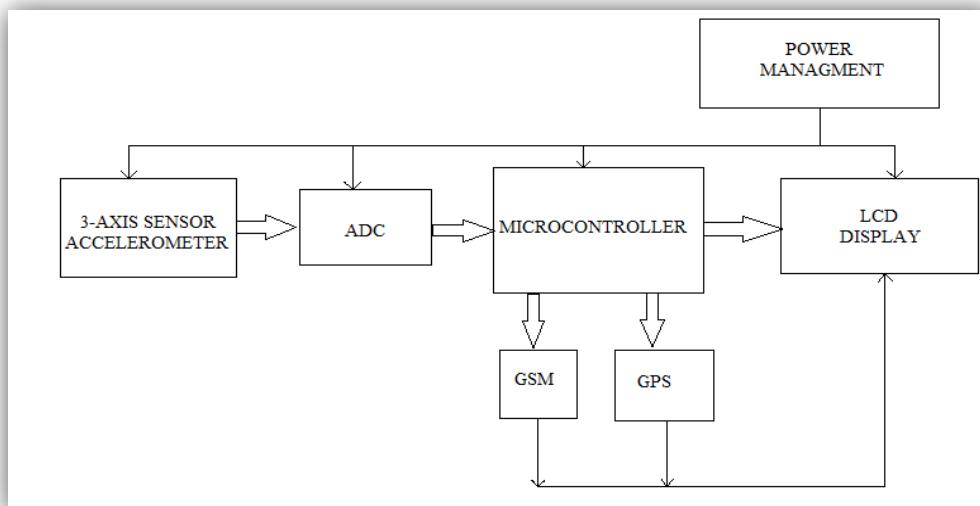 POWER
MANAGMENT
3-AXIS SENSOR
ACCELEROMETER
ADC
MICROCONTROLLER
LCD
DISPLAY
GSM
GPS